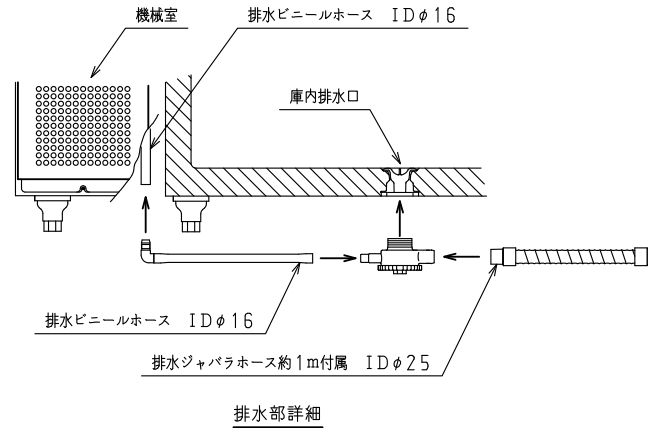 機械室
排水ビニールホース IDφ16
庫内排水口
排水ビニールホース IDφ16
排水ジャバラホース約1m付属 IDφ25
排水部詳細